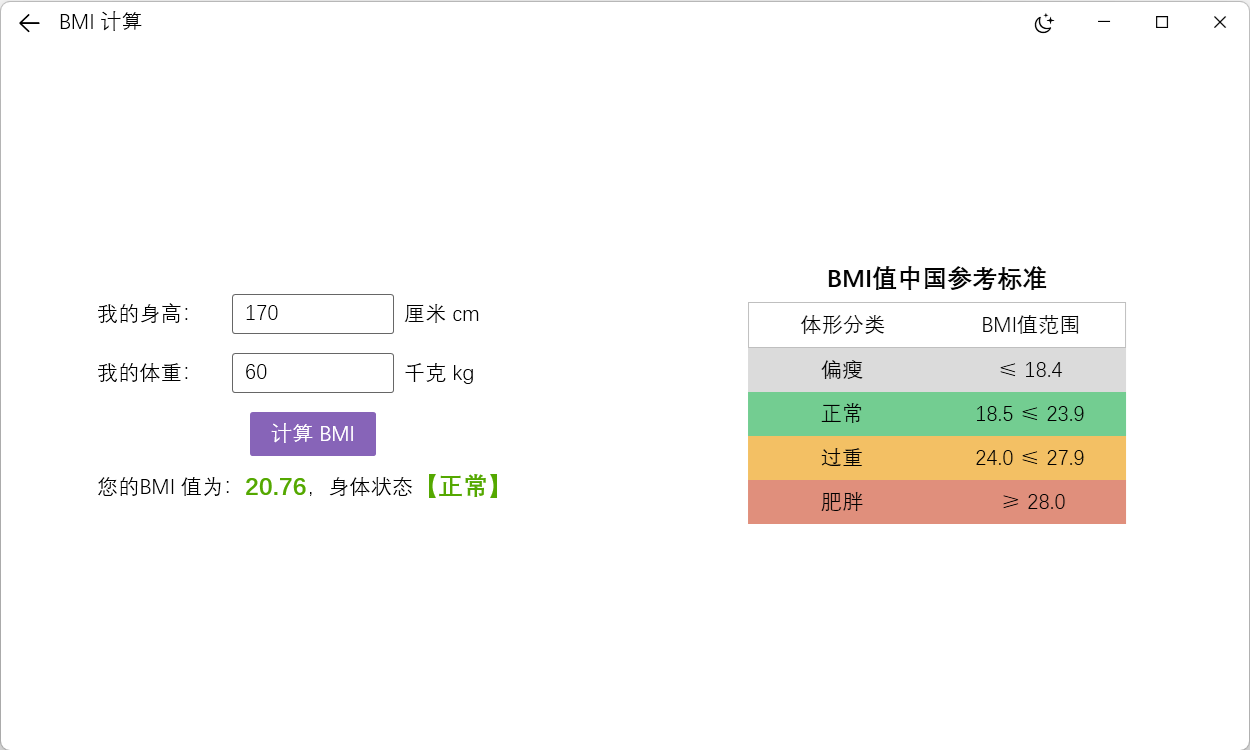 BMI 计算
我的身高： 170 厘米 cm
我的体重： 60 千克 kg
计算 BMI
您的BMI 值为：20.76，身体状态【正常】
BMI值中国参考标准
体形分类 BMI值范围
偏瘦 ≤ 18.4
正常 18.5 ≤ 23.9
过重 24.0 ≤ 27.9
肥胖 ≥ 28.0